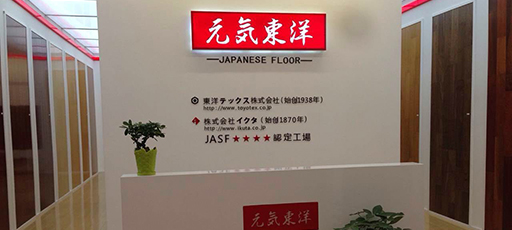 元気東洋
JAPANESE FLOOR
東洋テックス株式会社(始创1938年)
http://www.toyotex.co.jp
株式会社イクタ(始创1870年)
http://www.ikuta.co.jp
JASF★★★★認定工場
元気東洋